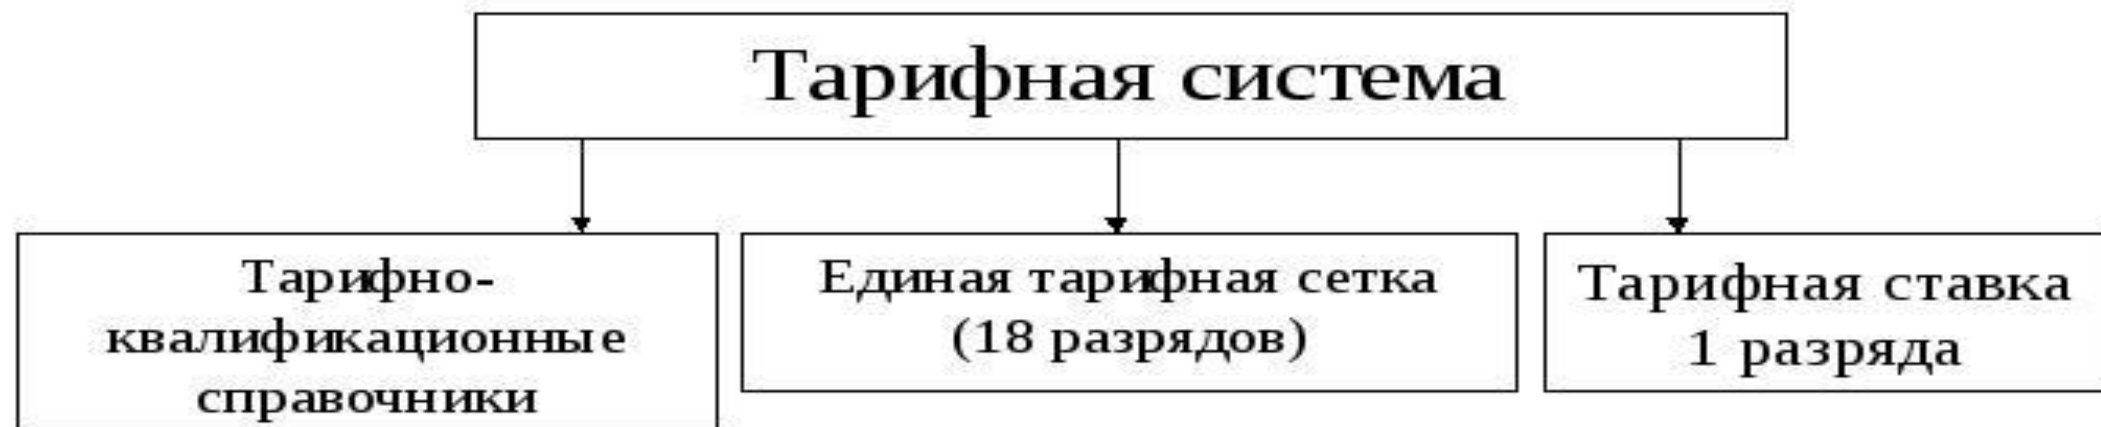 Тарифная система
Тарифно-
квалификационные
справочники
Единая тарифная сетка
(18 разрядов)
Тарифная ставка
1 разряда